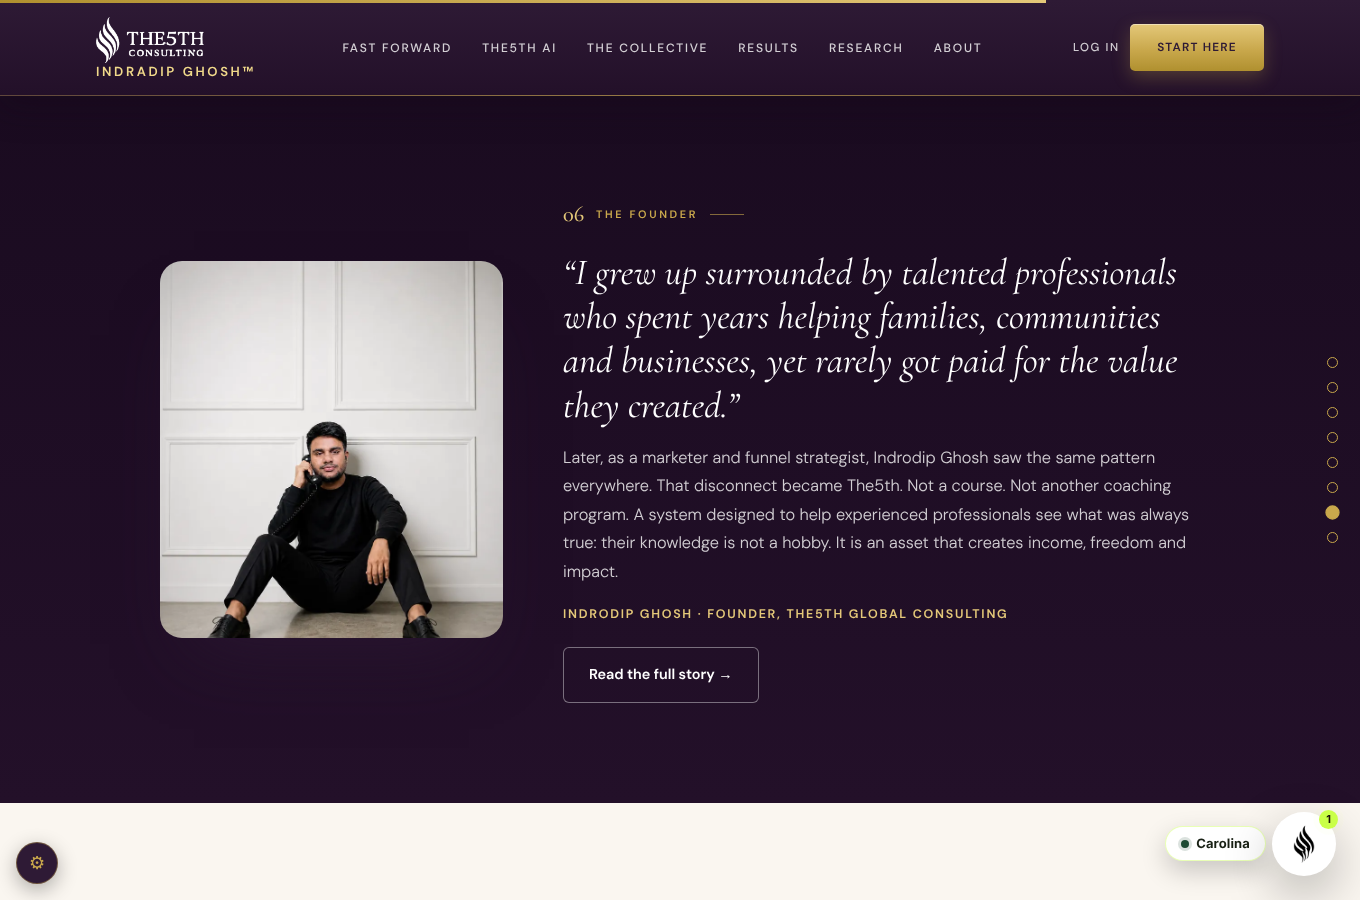 THE5TH
CONSULTING
INDRADIP GHOSH™
FAST FORWARD
THE5TH AI
THE COLLECTIVE
RESULTS
RESEARCH
ABOUT
LOG IN
START HERE
06 THE FOUNDER
“I grew up surrounded by talented professionals
who spent years helping families, communities
and businesses, yet rarely got paid for the value
they created.”
Later, as a marketer and funnel strategist, Indrodip Ghosh saw the same pattern
everywhere. That disconnect became The5th. Not a course. Not another coaching
program. A system designed to help experienced professionals see what was always
true: their knowledge is not a hobby. It is an asset that creates income, freedom and
impact.
INDRODIP GHOSH · FOUNDER, THE5TH GLOBAL CONSULTING
Read the full story →
Carolina
1